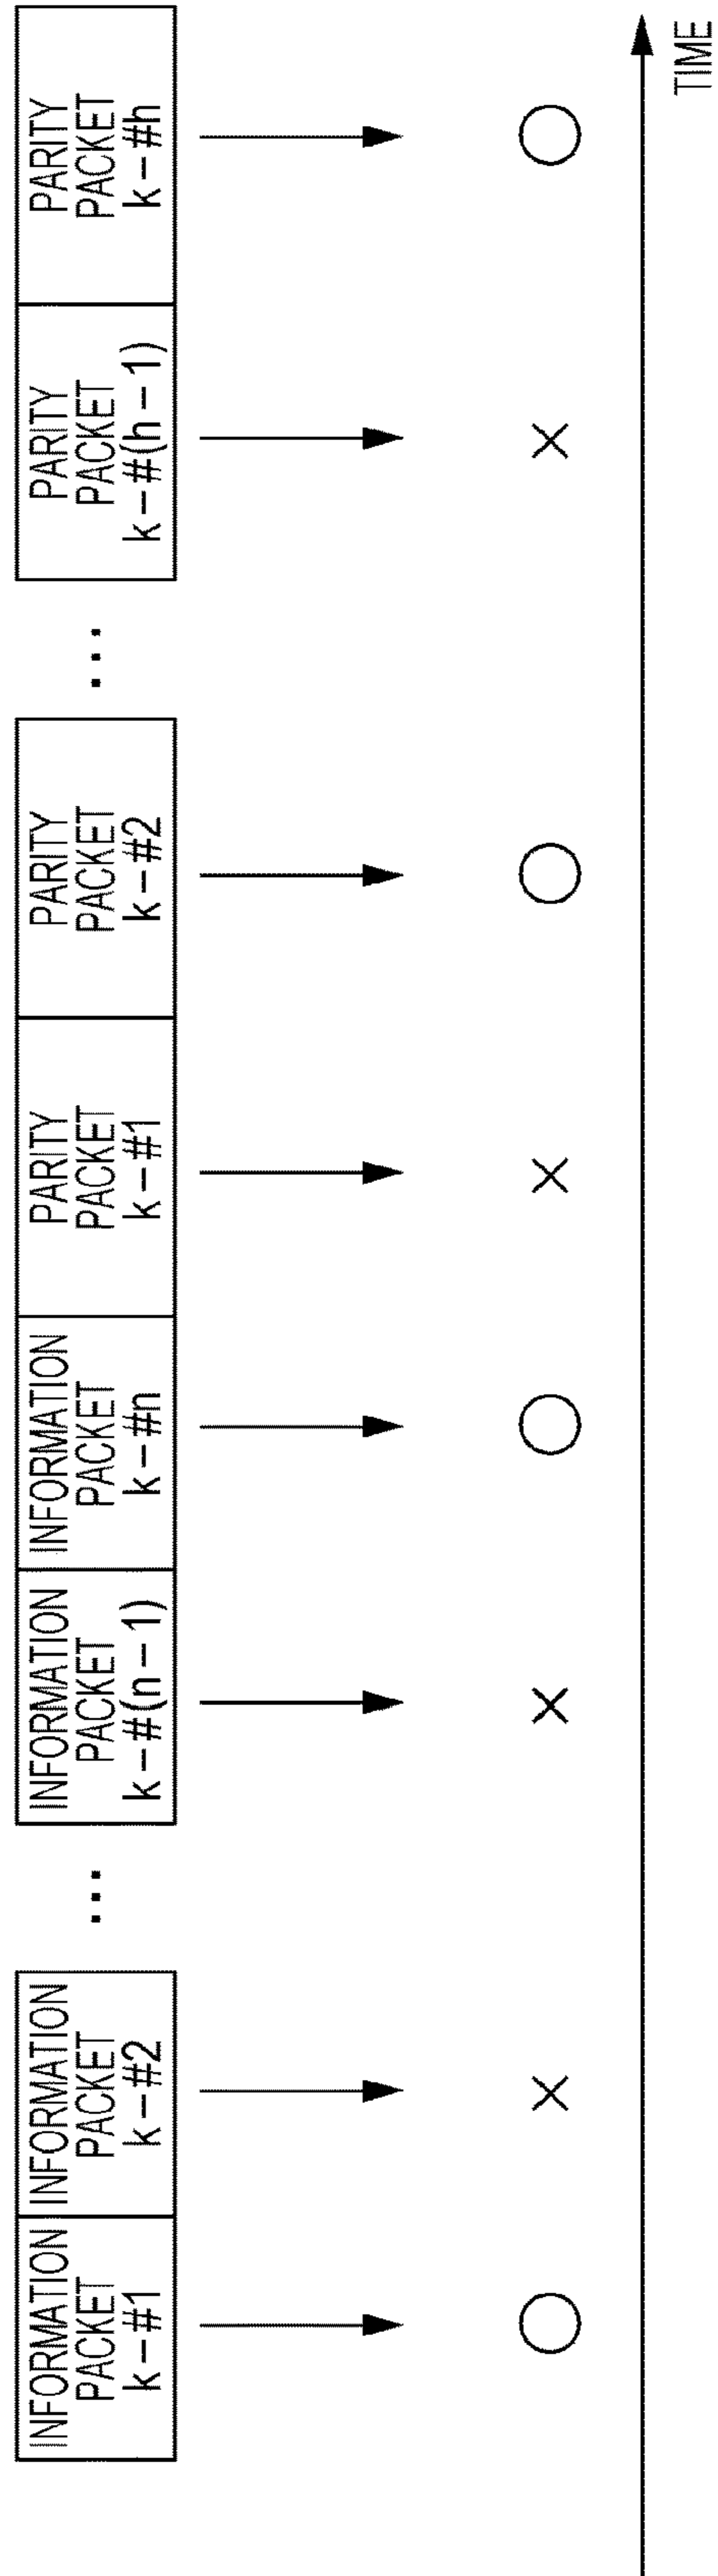 INFORMATION
PACKET
k-#1
INFORMATION
PACKET
k-#2
...
INFORMATION
PACKET
k-#(n-1)
INFORMATION
PACKET
k-#n
PARITY
PACKET
k-#1
PARITY
PACKET
k-#2
...
PARITY
PACKET
k-#(h-1)
PARITY
PACKET
k-#h
TIME